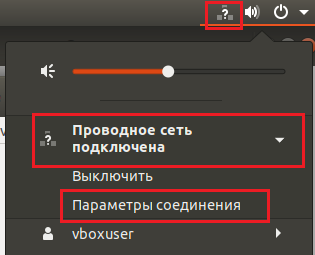 ?
? Проводное сеть
подключена
Выключить
Параметры соединения
vboxuser